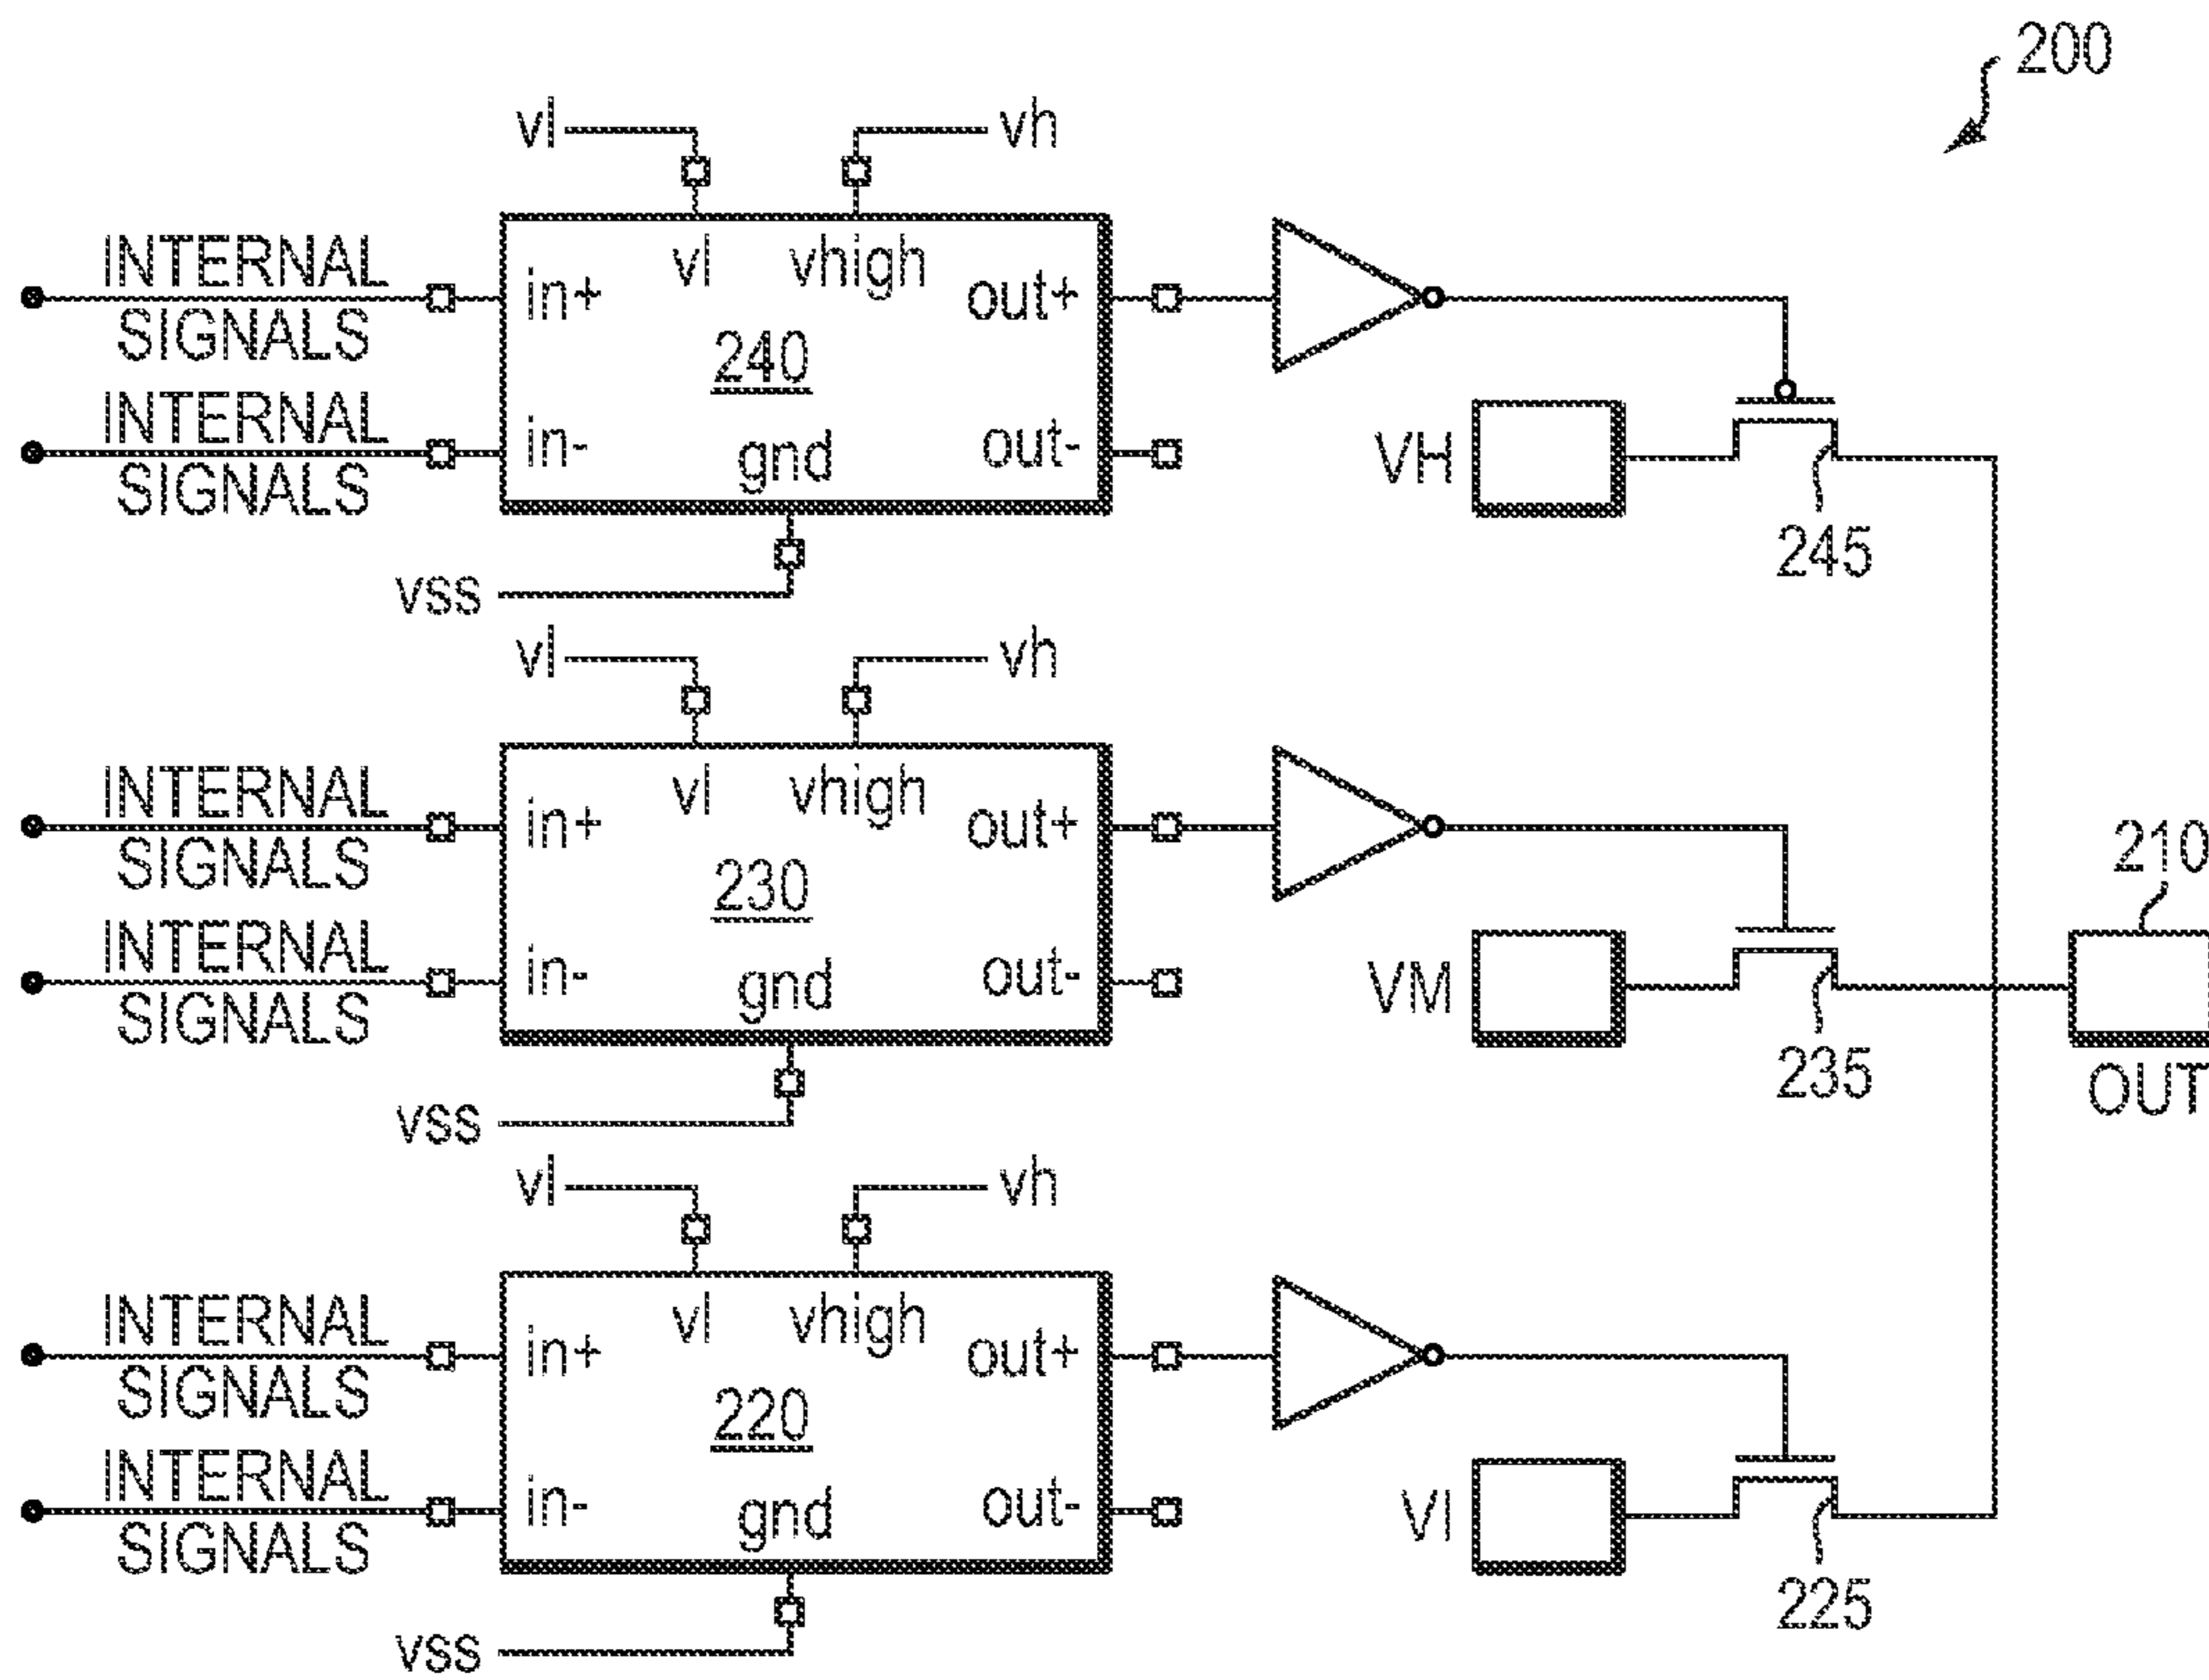 200
vl
vh
INTERNAL
SIGNALS
in+
vl
vhigh
out+
240
INTERNAL
SIGNALS
in-
gnd
out-
VH
245
vss
vl
vh
INTERNAL
SIGNALS
in+
vl
vhigh
out+
230
210
INTERNAL
SIGNALS
in-
gnd
out-
VM
235
OUT
vss
vl
vh
INTERNAL
SIGNALS
in+
vl
vhigh
out+
220
INTERNAL
SIGNALS
in-
gnd
out-
Vl
225
vss